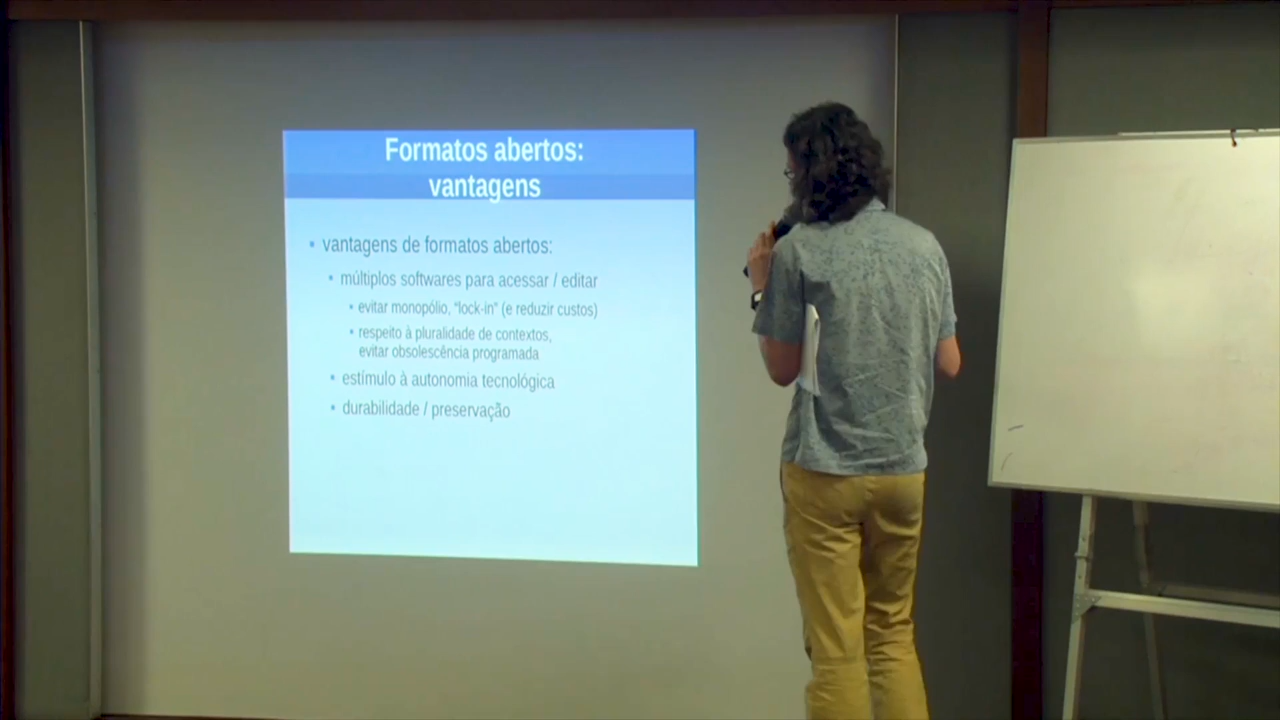 Formatos abertos:
vantagens
vantagens de formatos abertos:
múltiplos softwares para acessar / editar
evitar monopólio, "lock-in" (e reduzir custos)
respeito à pluralidade de contextos,
evitar obsolescência programada
estímulo à autonomia tecnológica
durabilidade / preservação